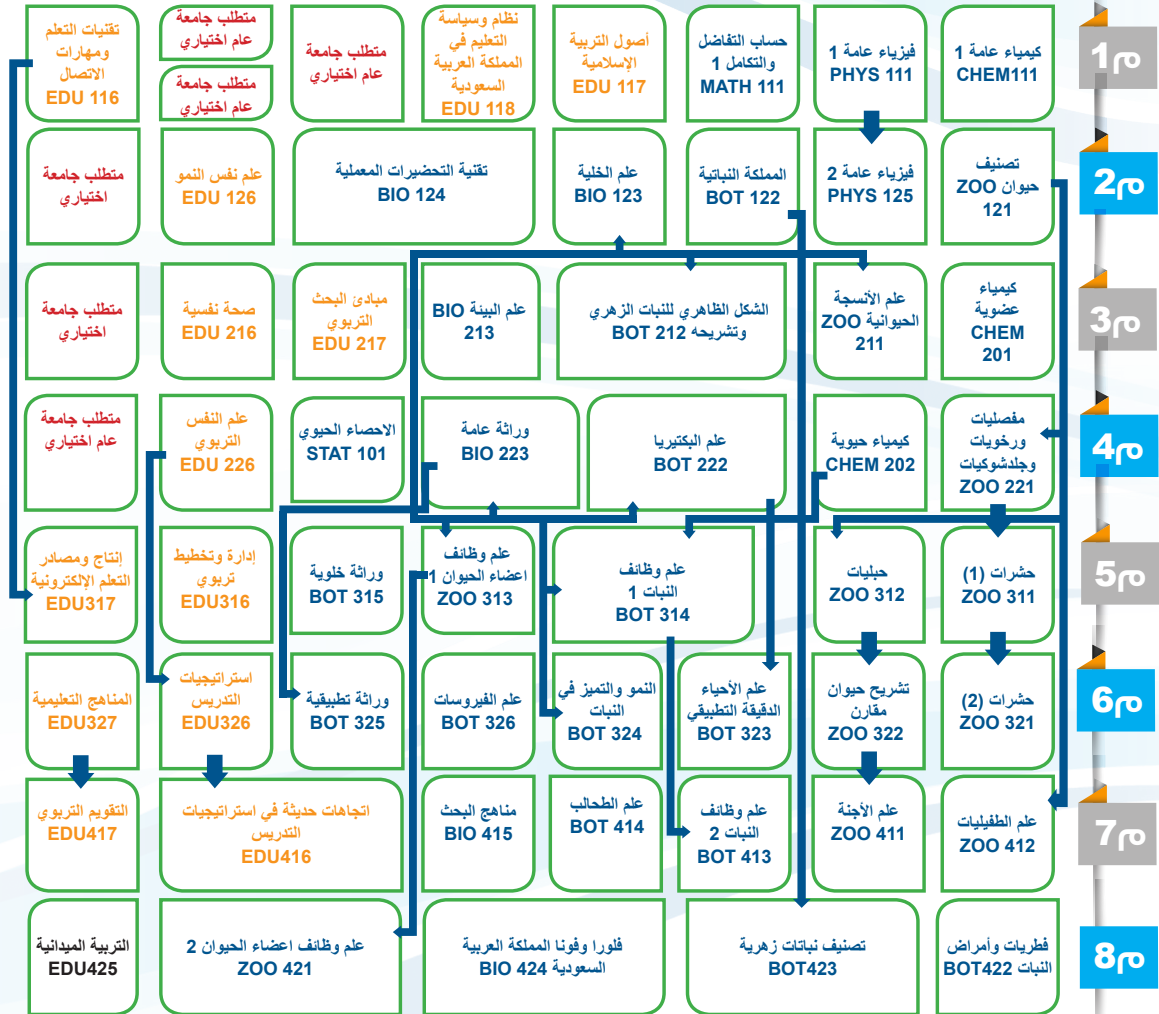 م1
كيمياء عامة 1
CHEM111
فيزياء عامة 1
PHYS 111
حساب التفاضل
والتكامل 1
MATH 111
أصول التربية
الإسلامية
EDU 117
نظام وسياسة
التعليم في
المملكة العربية
السعودية
EDU 118
متطلب جامعة
عام اختياري
متطلب جامعة
عام اختياري
متطلب جامعة
عام اختياري
تقنيات التعلم
ومهارات
الاتصال
EDU 116
م2
تصنيف
حيوان ZOO
121
فيزياء عامة 2
PHYS 125
المملكة النباتية
BOT 122
علم الخلية
BIO 123
تقنية التحضيرات المعملية
BIO 124
علم نفس النمو
EDU 126
متطلب جامعة
اختياري
م3
كيمياء
عضوية
CHEM
201
علم الأنسجة
الحيوانية ZOO
211
الشكل الظاهري للنبات الزهري
وتشريحه BOT 212
علم البيئة BIO
213
مبادئ البحث
التربوي
EDU 217
صحة نفسية
EDU 216
متطلب جامعة
اختياري
م4
مفصليات
ورخويات
وجلدشوكيات
ZOO 221
كيمياء حيوية
CHEM 202
علم البكتيريا
BOT 222
وراثة عامة
BIO 223
الاحصاء الحيوي
STAT 101
علم النفس
التربوي
EDU 226
متطلب جامعة
عام اختياري
م5
حشرات (1)
ZOO 311
حبليات
ZOO 312
علم وظائف
النبات 1
BOT 314
علم وظائف
اعضاء الحيوان 1
ZOO 313
وراثة خلوية
BOT 315
إدارة وتخطيط
تربوي
EDU316
إنتاج ومصادر
التعلم الإلكترونية
EDU317
م6
حشرات (2)
ZOO 321
تشريح حيوان
مقارن
ZOO 322
علم الأحياء
الدقيقة التطبيقي
BOT 323
النمو والتميز في
النبات
BOT 324
علم الفيروسات
BOT 326
وراثة تطبيقية
BOT 325
استراتيجيات
التدريس
EDU326
المناهج التعليمية
EDU327
م7
علم الطفيليات
ZOO 412
علم الأجنة
ZOO 411
علم وظائف
النبات 2
BOT 413
علم الطحالب
BOT 414
مناهج البحث
BIO 415
اتجاهات حديثة في استراتيجيات
التدريس
EDU416
التقويم التربوي
EDU417
م8
فطريات وأمراض
النبات BOT422
تصنيف نباتات زهرية
BOT423
فلورا وفونا المملكة العربية
السعودية BIO 424
علم وظائف اعضاء الحيوان 2
ZOO 421
التربية الميدانية
EDU425